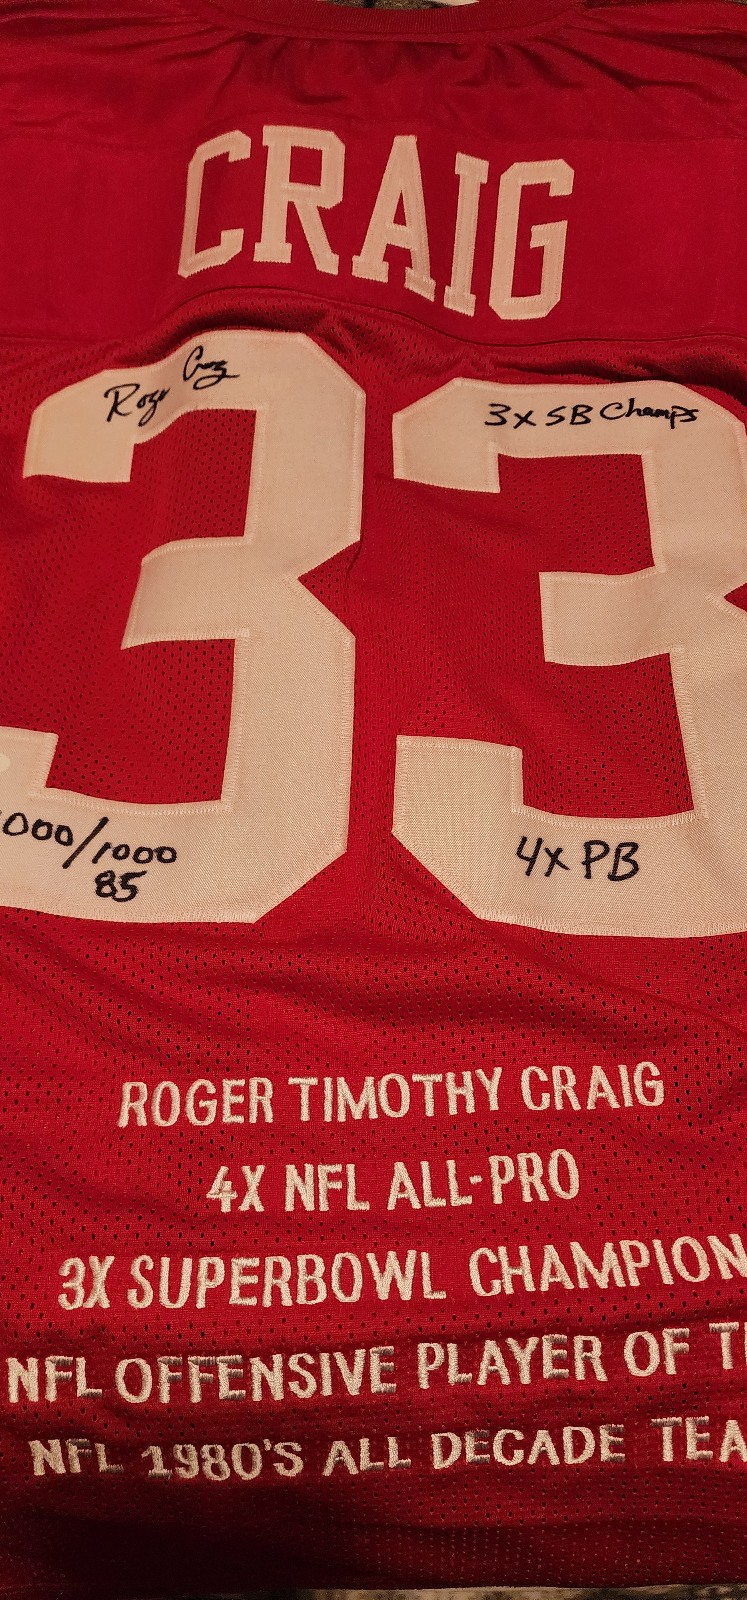 CRAIG
Roger Craig
3x SB Champs
33
1000/1000
85
4x PB
ROGER TIMOTHY CRAIG
4X NFL ALL-PRO
3X SUPERBOWL CHAMPION
NFL OFFENSIVE PLAYER OF
NFL 1980'S ALL DECADE